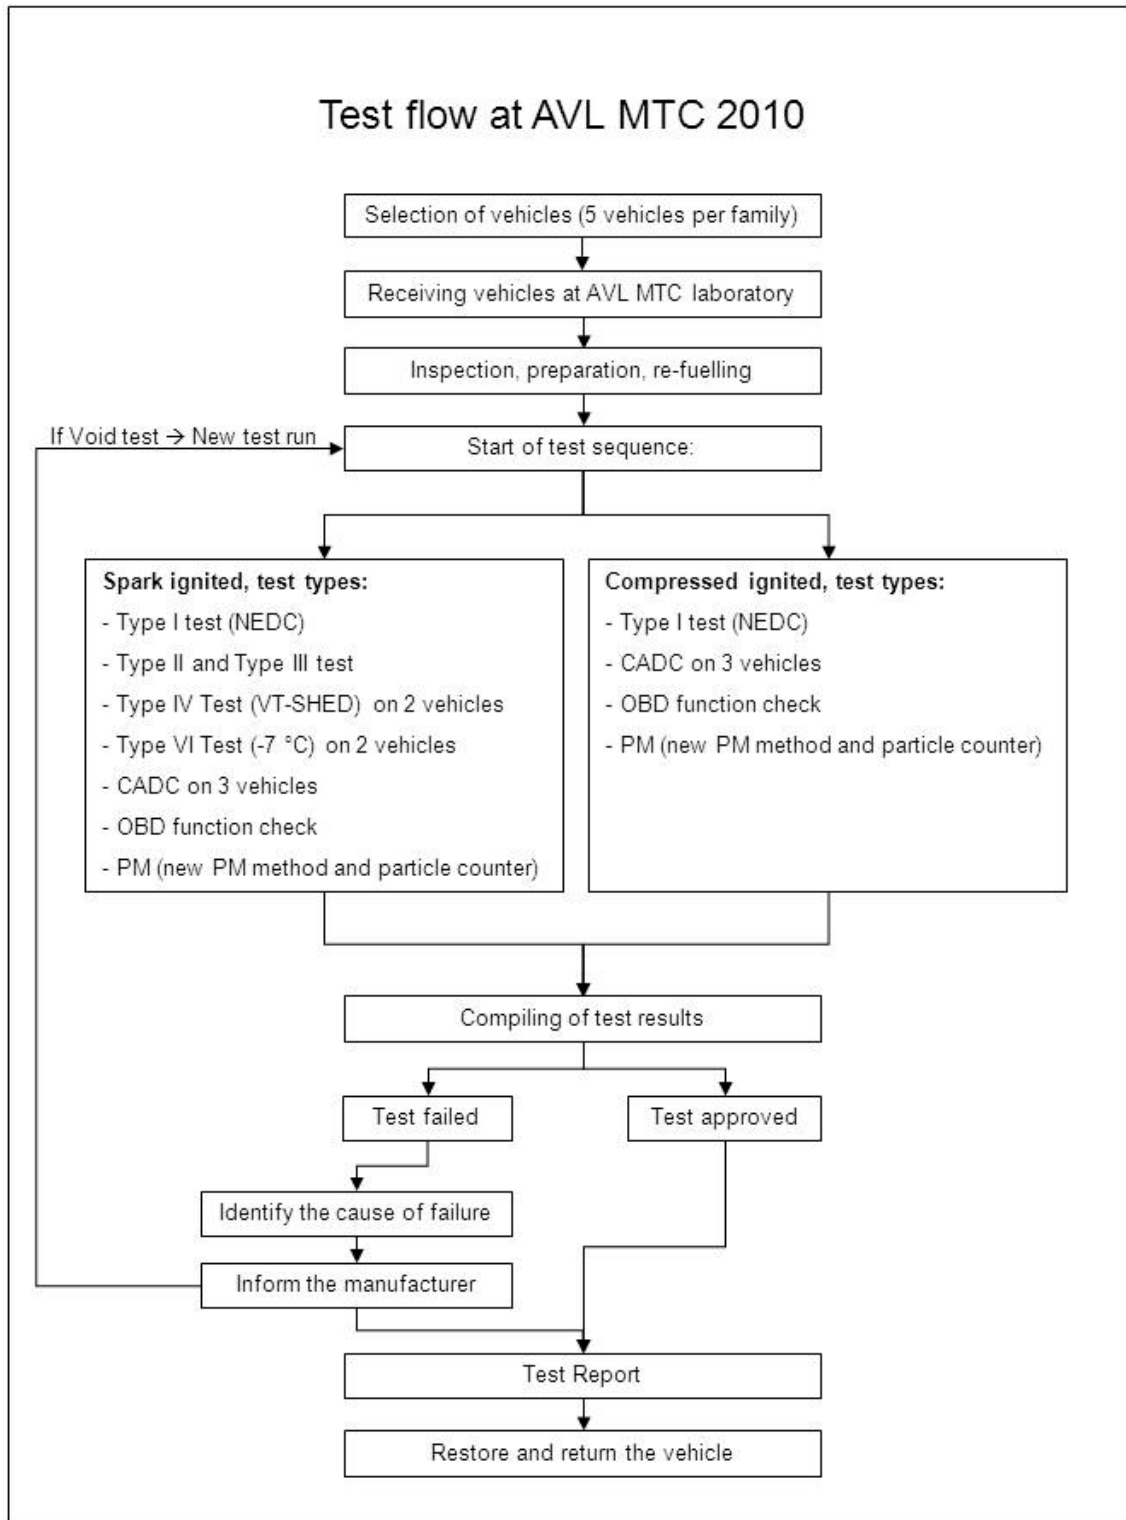 Test flow at AVL MTC 2010
Selection of vehicles (5 vehicles per family)
Receiving vehicles at AVL MTC laboratory
Inspection, preparation, re-fuelling
If Void test → New test run
Start of test sequence:
Spark ignited, test types:
- Type I test (NEDC)
- Type II and Type III test
- Type IV Test (VT-SHED) on 2 vehicles
- Type VI Test (-7 °C) on 2 vehicles
- CADC on 3 vehicles
- OBD function check
- PM (new PM method and particle counter)
Compressed ignited, test types:
- Type I test (NEDC)
- CADC on 3 vehicles
- OBD function check
- PM (new PM method and particle counter)
Compiling of test results
Test failed
Test approved
Identify the cause of failure
Inform the manufacturer
Test Report
Restore and return the vehicle